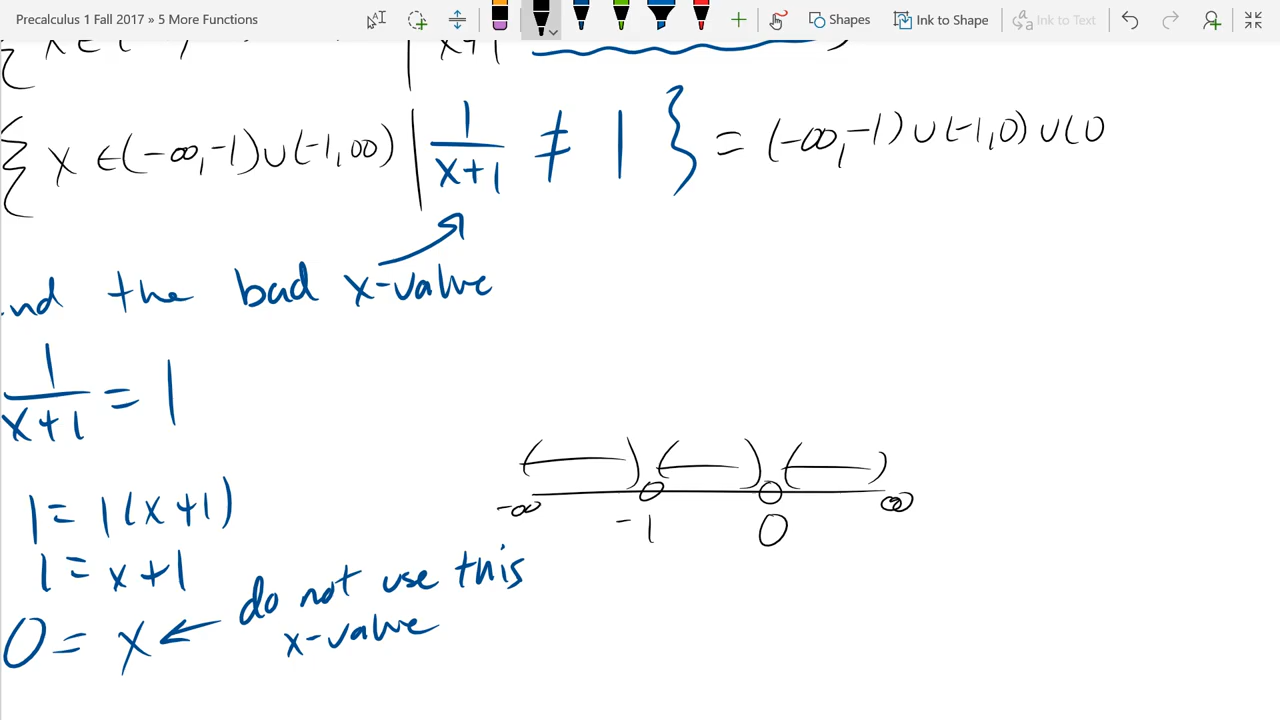 Precalculus 1 Fall 2017 » 5 More Functions
Shapes
Ink to Shape
Ink to Text
{ x ∈ (-∞,-1) ∪ (-1,∞) | 1/(x+1) ≠ 1 } = (-∞,-1) ∪ (-1,0) ∪ (0
nd the bad x-value
1/(x+1) = 1
1 = 1(x+1)
1 = x+1
0 = x ← do not use this
x-value
-∞ -1 0 ∞